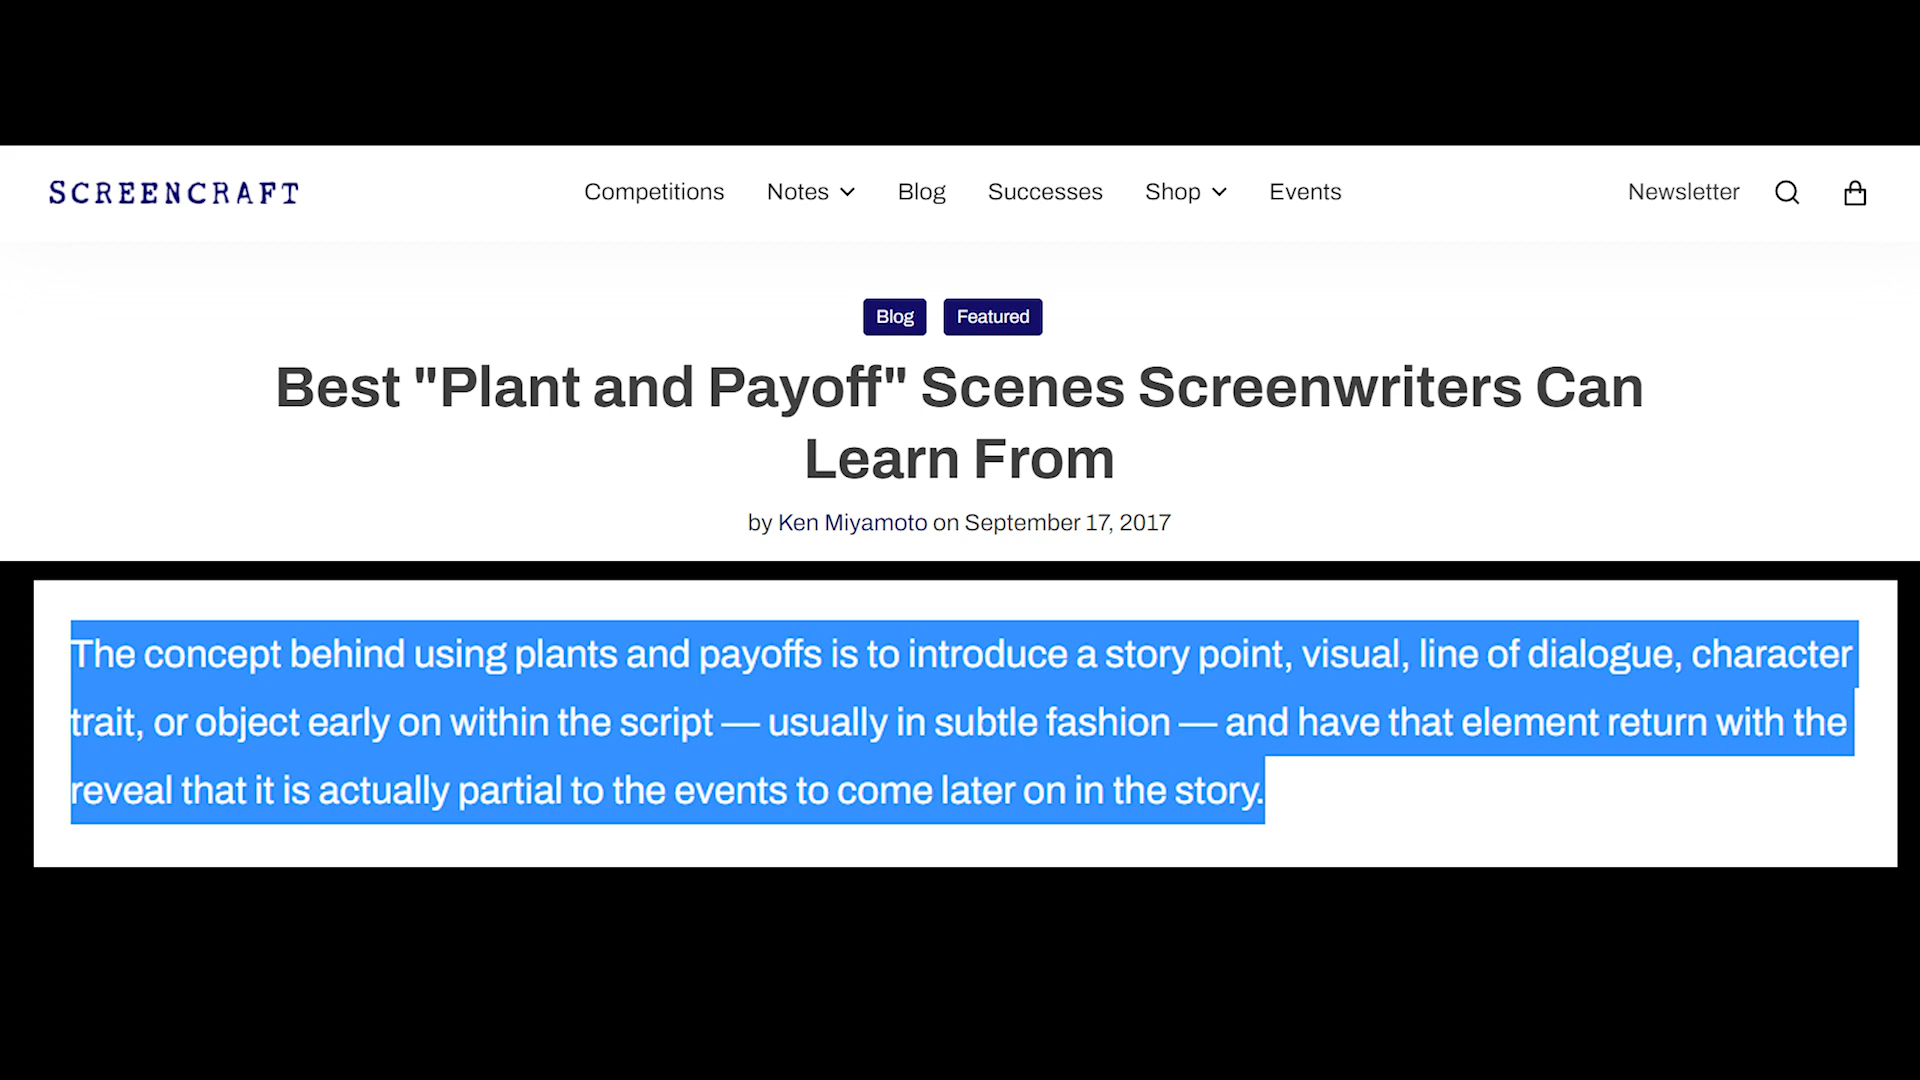 SCREENCRAFT
Competitions Notes Blog Successes Shop Events
Newsletter
Blog Featured
Best "Plant and Payoff" Scenes Screenwriters Can
Learn From
by Ken Miyamoto on September 17, 2017
The concept behind using plants and payoffs is to introduce a story point, visual, line of dialogue, character
trait, or object early on within the script — usually in subtle fashion — and have that element return with the
reveal that it is actually partial to the events to come later on in the story.